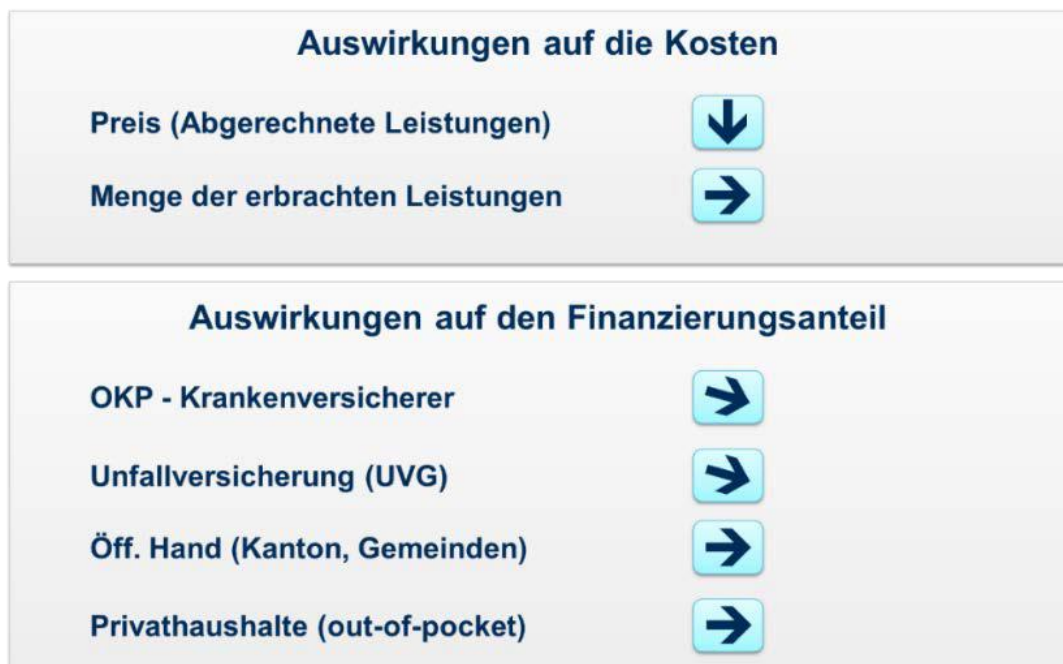 Auswirkungen auf die Kosten
Preis (Abgerechnete Leistungen)
Menge der erbrachten Leistungen
Auswirkungen auf den Finanzierungsanteil
OKP - Krankenversicherer
Unfallversicherung (UVG)
Öff. Hand (Kanton, Gemeinden)
Privathaushalte (out-of-pocket)